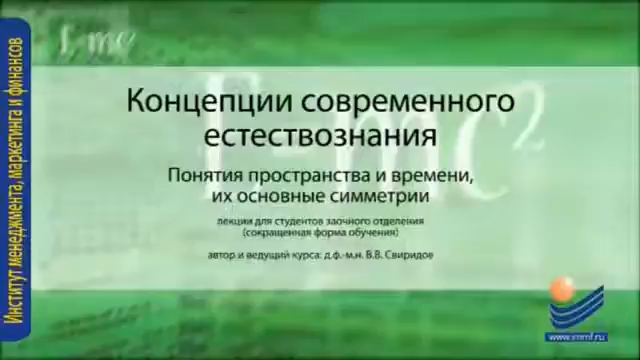 Институт менеджмента, маркетинга и финансов
E=mc
E=mc²
Концепции современного
естествознания
Понятия пространства и времени,
их основные симметрии
лекции для студентов заочного отделения
(сокращенная форма обучения)
автор и ведущий курса: д.ф.-м.н. В.В. Свиридов
www.immf.ru